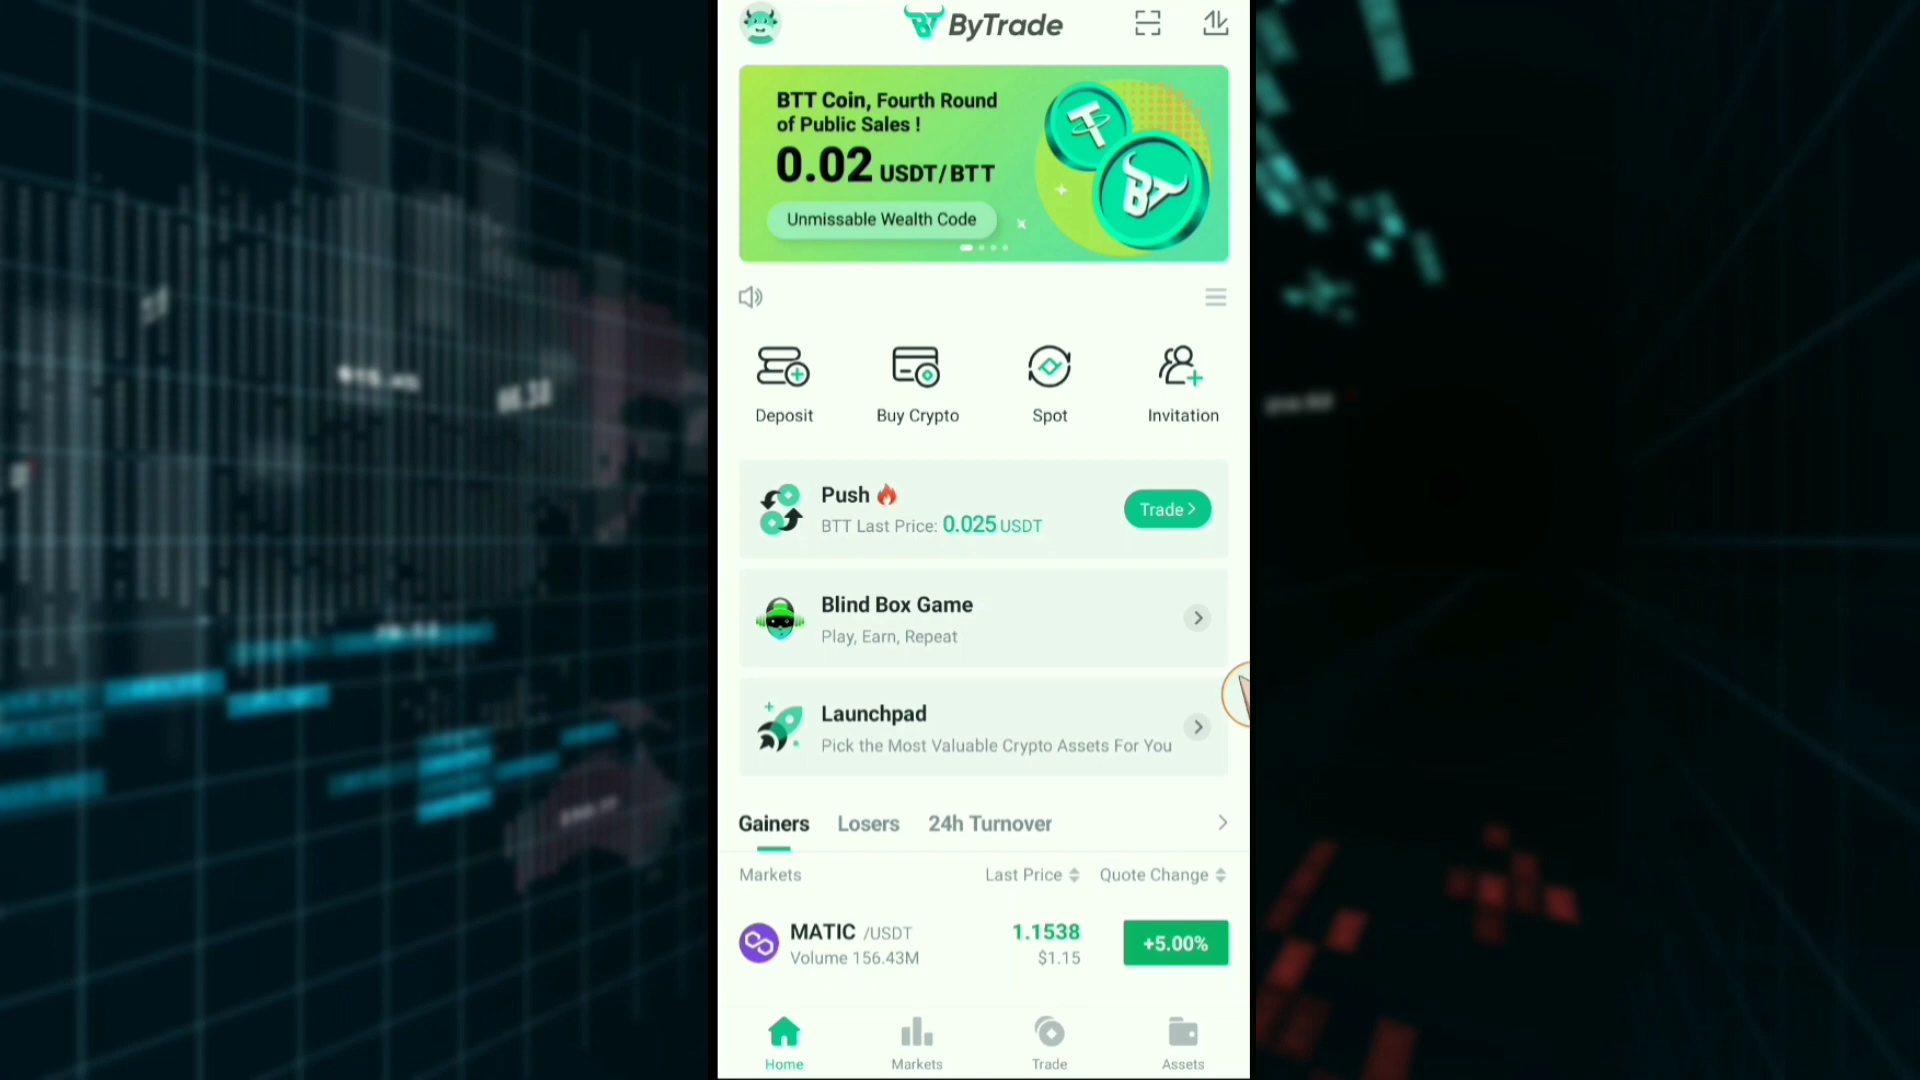 ByTrade
BTT Coin, Fourth Round
of Public Sales !
0.02 USDT/BTT
Unmissable Wealth Code
Deposit
Buy Crypto
Spot
Invitation
Push
BTT Last Price: 0.025 USDT
Trade
Blind Box Game
Play, Earn, Repeat
Launchpad
Pick the Most Valuable Crypto Assets For You
Gainers Losers 24h Turnover
Markets Last Price Quote Change
MATIC /USDT 1.1538 +5.00%
Volume 156.43M $1.15
Home Markets Trade Assets